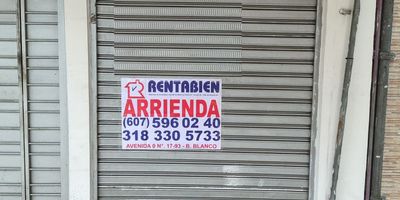 RENTABIEN
ARRIENDA
(607) 596 02 40
318 330 5733
AVENIDA 9 N°. 17-93 - B. BLANCO